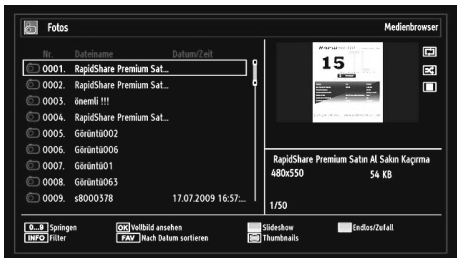 Fotos
Medienbrowser
Nr. Dateiname Datum/Zeit
0001. RapidShare Premium Sat...
0002. RapidShare Premium Sat...
0003. önemli !!!
0004. RapidShare Premium Sat...
0005. Görüntü002
0006. Görüntü006
0007. Görüntü01
0008. Görüntü063
0009. s8000378 17.07.2009 16:57:...
15
RapidShare Premium Satın Al Sakın Kaçırma
480x550 54 KB
1/50
0...9 Springen OK Vollbild ansehen Slideshow Endlos/Zufall
INFO Filter FAV Nach Datum sortieren Thumbnails